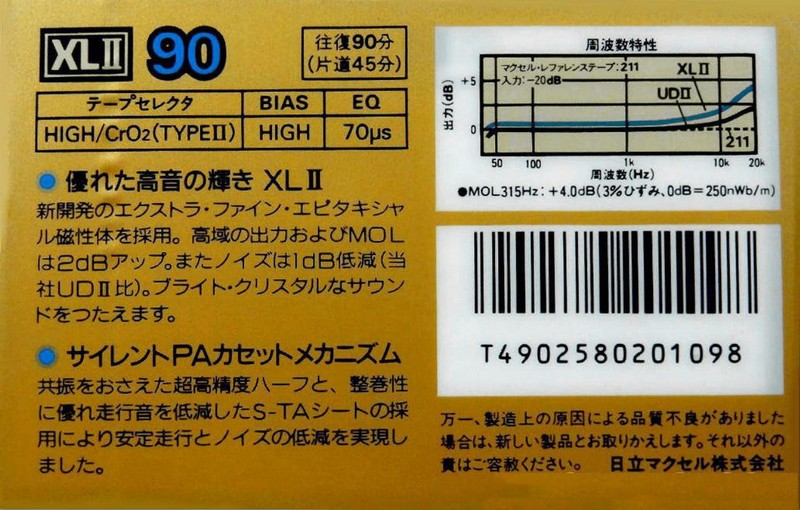 XLⅡ 90
往復90分
(片道45分)
テープセレクタ BIAS EQ
HIGH/CrO2(TYPEⅡ) HIGH 70μs
● 優れた高音の輝き XLⅡ
新開発のエクストラ・ファイン・エピタキシャ
ル磁性体を採用。高域の出力およびMOL
は2dBアップ。またノイズは1dB低減(当
社UDⅡ比)。ブライト・クリスタルなサウン
ドをつたえます。
● サイレントPAカセットメカニズム
共振をおさえた超高精度ハーフと、整巻性
に優れ走行音を低減したS-TAシートの採
用により安定走行とノイズの低減を実現し
ました。
周波数特性
マクセル・レファレンステープ:211
入力:-20dB
XLⅡ
UDⅡ
211
出力(dB)
+5
0
50 100 1k 10k 20k
周波数(Hz)
●MOL315Hz:+4.0dB(3%ひずみ、0dB=250nWb/m)
T4902580201098
万一、製造上の原因による品質不良がありました
場合は、新しい製品とお取りかえします。それ以外の
責はご容赦ください。 日立マクセル株式会社